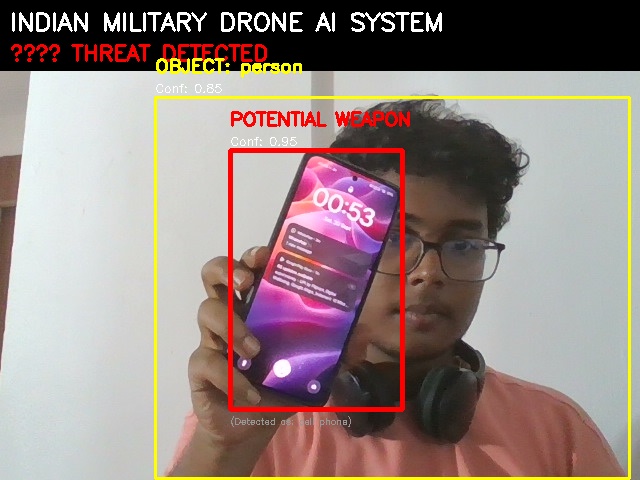 INDIAN MILITARY DRONE AI SYSTEM
???? THREAT DETECTED
OBJECT: person
Conf: 0.85
POTENTIAL WEAPON
Conf: 0.95
00:53
(Detected as: cell phone)